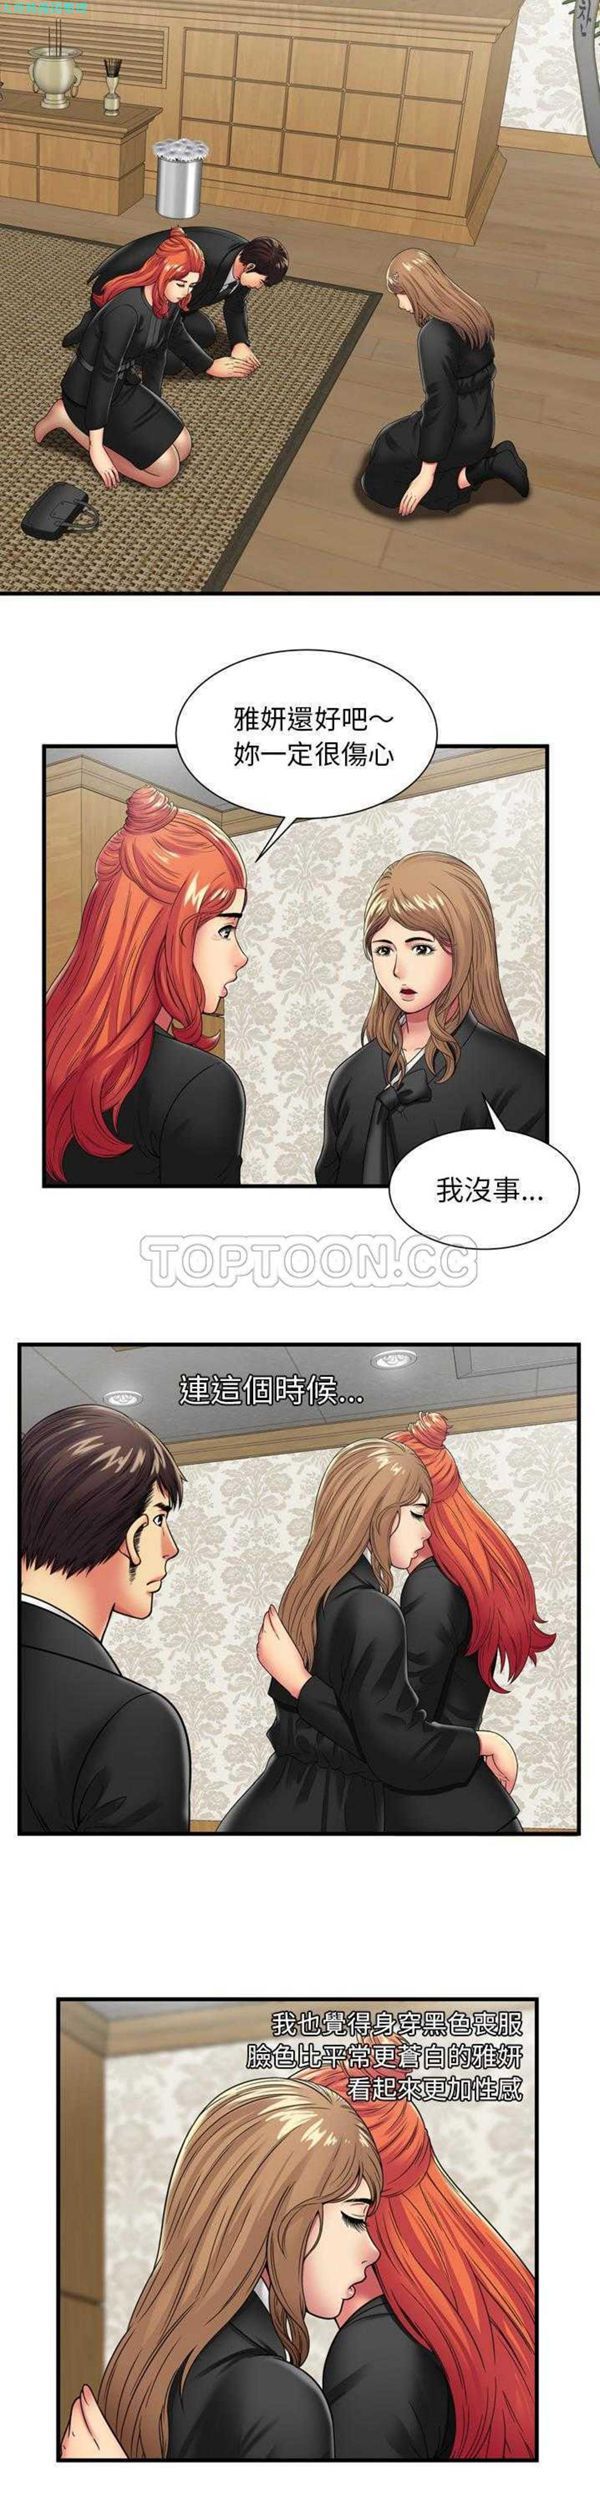 雅妍還好吧～
妳一定很傷心
我沒事...
TOPTOON.CC
連這個時候...
我也覺得身穿黑色喪服
臉色比平常更蒼白的雅妍
看起來更加性感